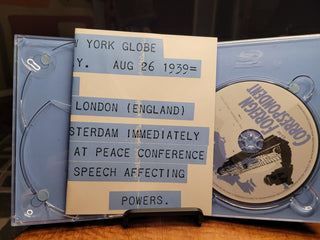 YORK GLOBE
Y. AUG 26 1939=
LONDON (ENGLAND)
STERDAM IMMEDIATELY
AT PEACE CONFERENCE
SPEECH AFFECTING
POWERS.
FOREIGN
CORRESPONDENT